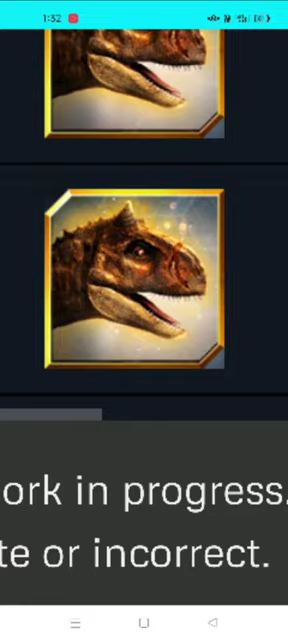 1:32
ork in progress.
te or incorrect.